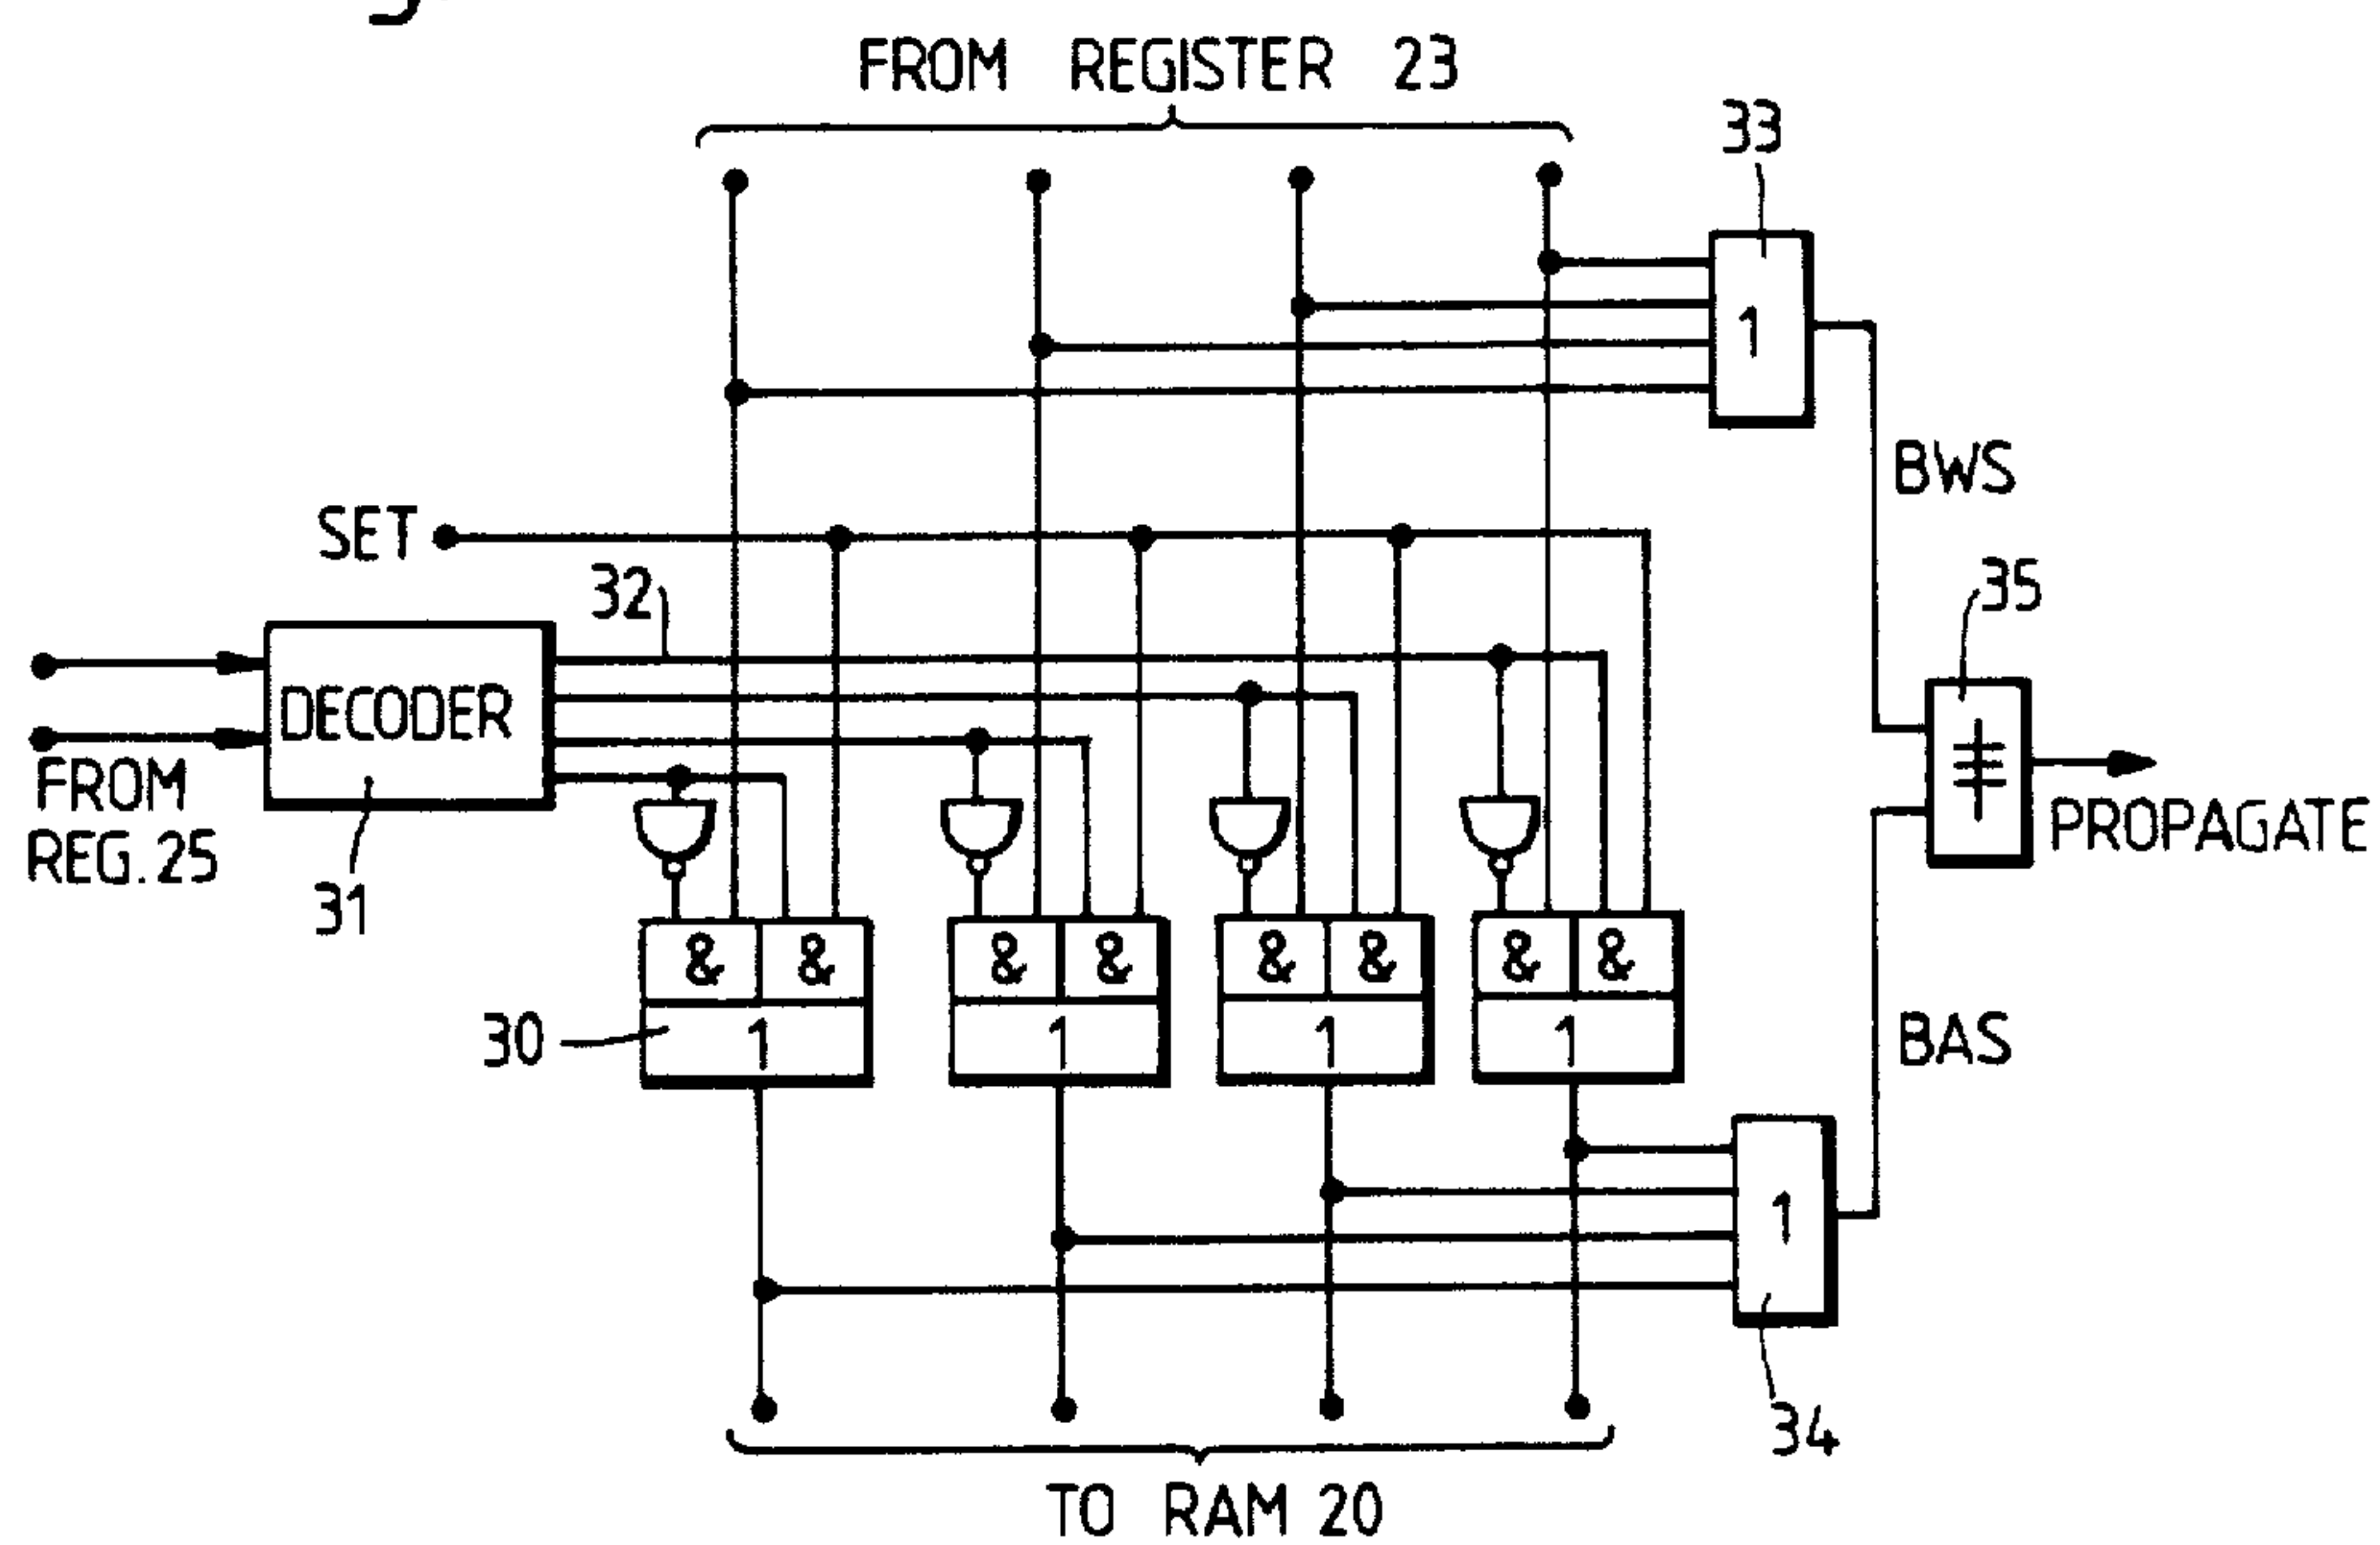 FROM REGISTER 23
33
BWS
SET
32
35
DECODER
FROM
REG. 25
31
PROPAGATE
& & & & & & & &
30
1 1 1 1
1
BAS
1
34
TO RAM 20